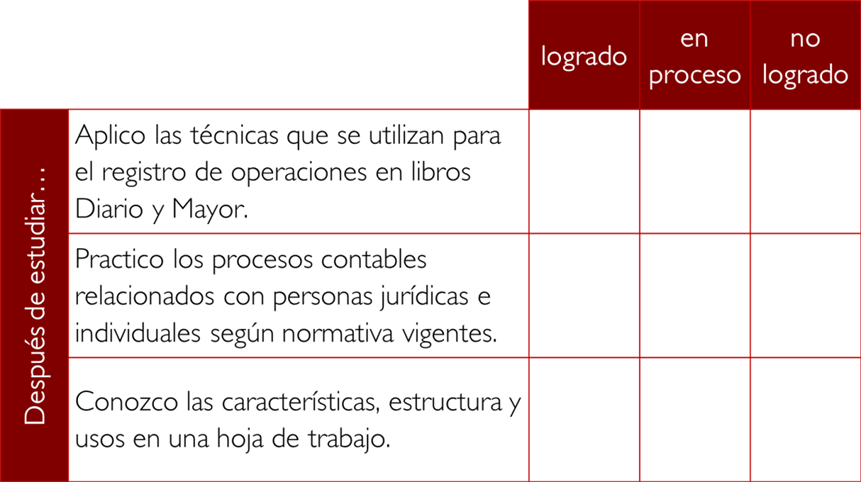 logrado
en
proceso
no
logrado
Después de estudiar...
Aplico las técnicas que se utilizan para
el registro de operaciones en libros
Diario y Mayor.
Practico los procesos contables
relacionados con personas jurídicas e
individuales según normativa vigentes.
Conozco las características, estructura y
usos en una hoja de trabajo.